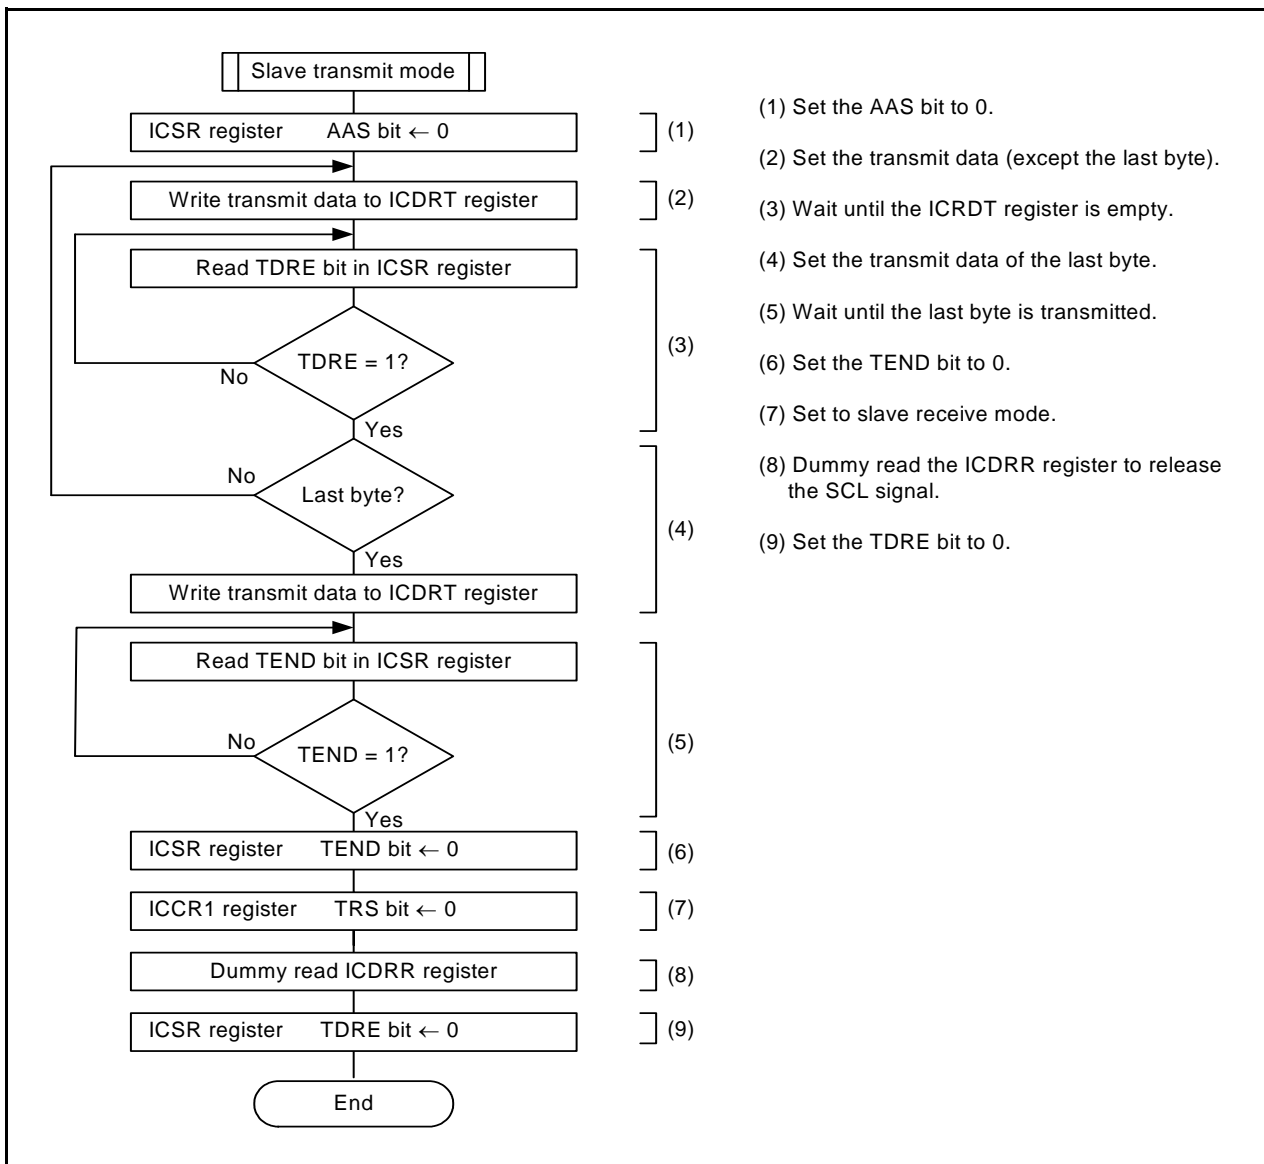 Slave transmit mode
ICSR register AAS bit ← 0
(1)
Write transmit data to ICDRT register
(2)
Read TDRE bit in ICSR register
TDRE = 1?
No
(3)
Yes
No
Last byte?
(4)
Yes
Write transmit data to ICDRT register
Read TEND bit in ICSR register
No
TEND = 1?
(5)
Yes
ICSR register TEND bit ← 0
(6)
ICCR1 register TRS bit ← 0
(7)
Dummy read ICDRR register
(8)
ICSR register TDRE bit ← 0
(9)
End
(1) Set the AAS bit to 0.
(2) Set the transmit data (except the last byte).
(3) Wait until the ICRDT register is empty.
(4) Set the transmit data of the last byte.
(5) Wait until the last byte is transmitted.
(6) Set the TEND bit to 0.
(7) Set to slave receive mode.
(8) Dummy read the ICDRR register to release
the SCL signal.
(9) Set the TDRE bit to 0.